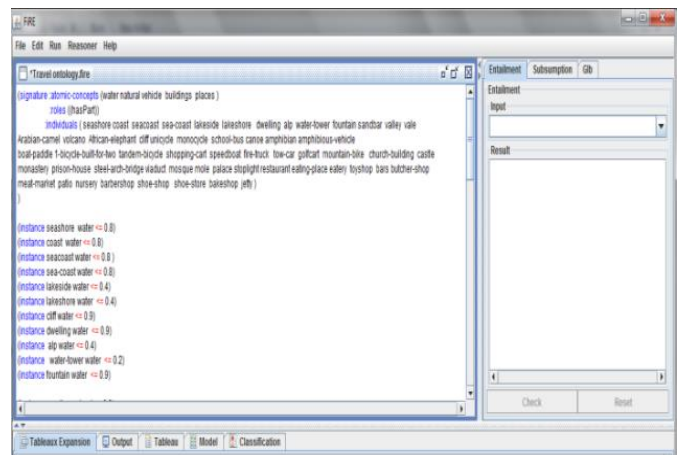 FiRE
File Edit Run Reasoner Help
*Travel ontology.fire
(signature :atomic-concepts (water natural vehicle buildings places )
:roles ((hasPart))
:individuals ( seashore coast seacoast sea-coast lakeside lakeshore dwelling alp water-tower fountain sandbar valley vale
Arabian-camel volcano African-elephant cliff unicycle monocycle school-bus canoe amphibian amphibious-vehicle
boat-paddle 1-bicycle-built-for-two tandem-bicycle shopping-cart speedboat fire-truck tow-car golfcart mountain-bike church-building castle
monastery prison-house steel-arch-bridge viaduct mosque mole palace stoplight restaurant eating-place eatery toyshop bars butcher-shop
meat-market patio nursery barbershop shoe-shop shoe-store bakeshop jetty )
)
(instance seashore water <= 0.8)
(instance coast water <= 0.8)
(instance seacoast water <= 0.8 )
(instance sea-coast water <= 0.8)
(instance lakeside water <= 0.4)
(instance lakeshore water <= 0.4)
(instance cliff water <= 0.9)
(instance dwelling water <= 0.9)
(instance alp water <= 0.4)
(instance water-tower water <= 0.2)
(instance fountain water <= 0.9)
Entailment Subsumption Glb
Entailment
Input
Result
Check Reset
Tableaux Expansion Output Tableau Model Classification